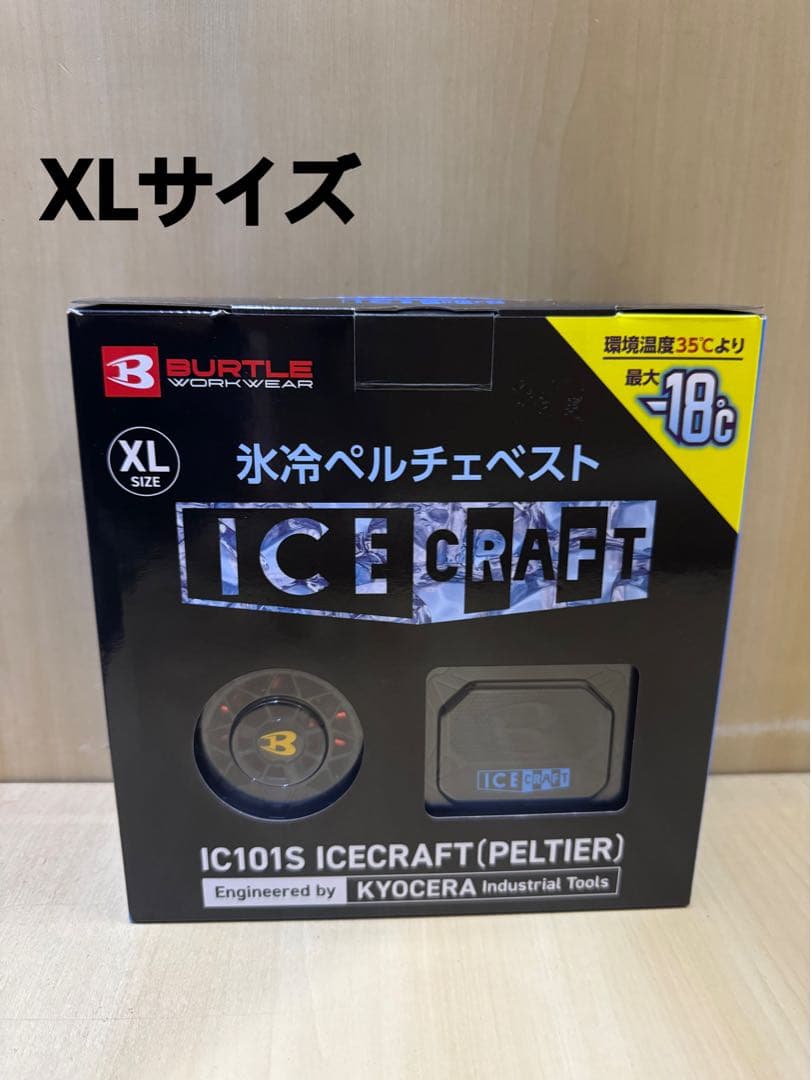 XLサイズ
BURTLE
WORKWEAR
環境温度35℃より
最大
-18℃
XL
SIZE
氷冷ペルチェベスト
ICE CRAFT
B
ICE CRAFT
IC101S ICECRAFT(PELTIER)
Engineered by KYOCERA Industrial Tools